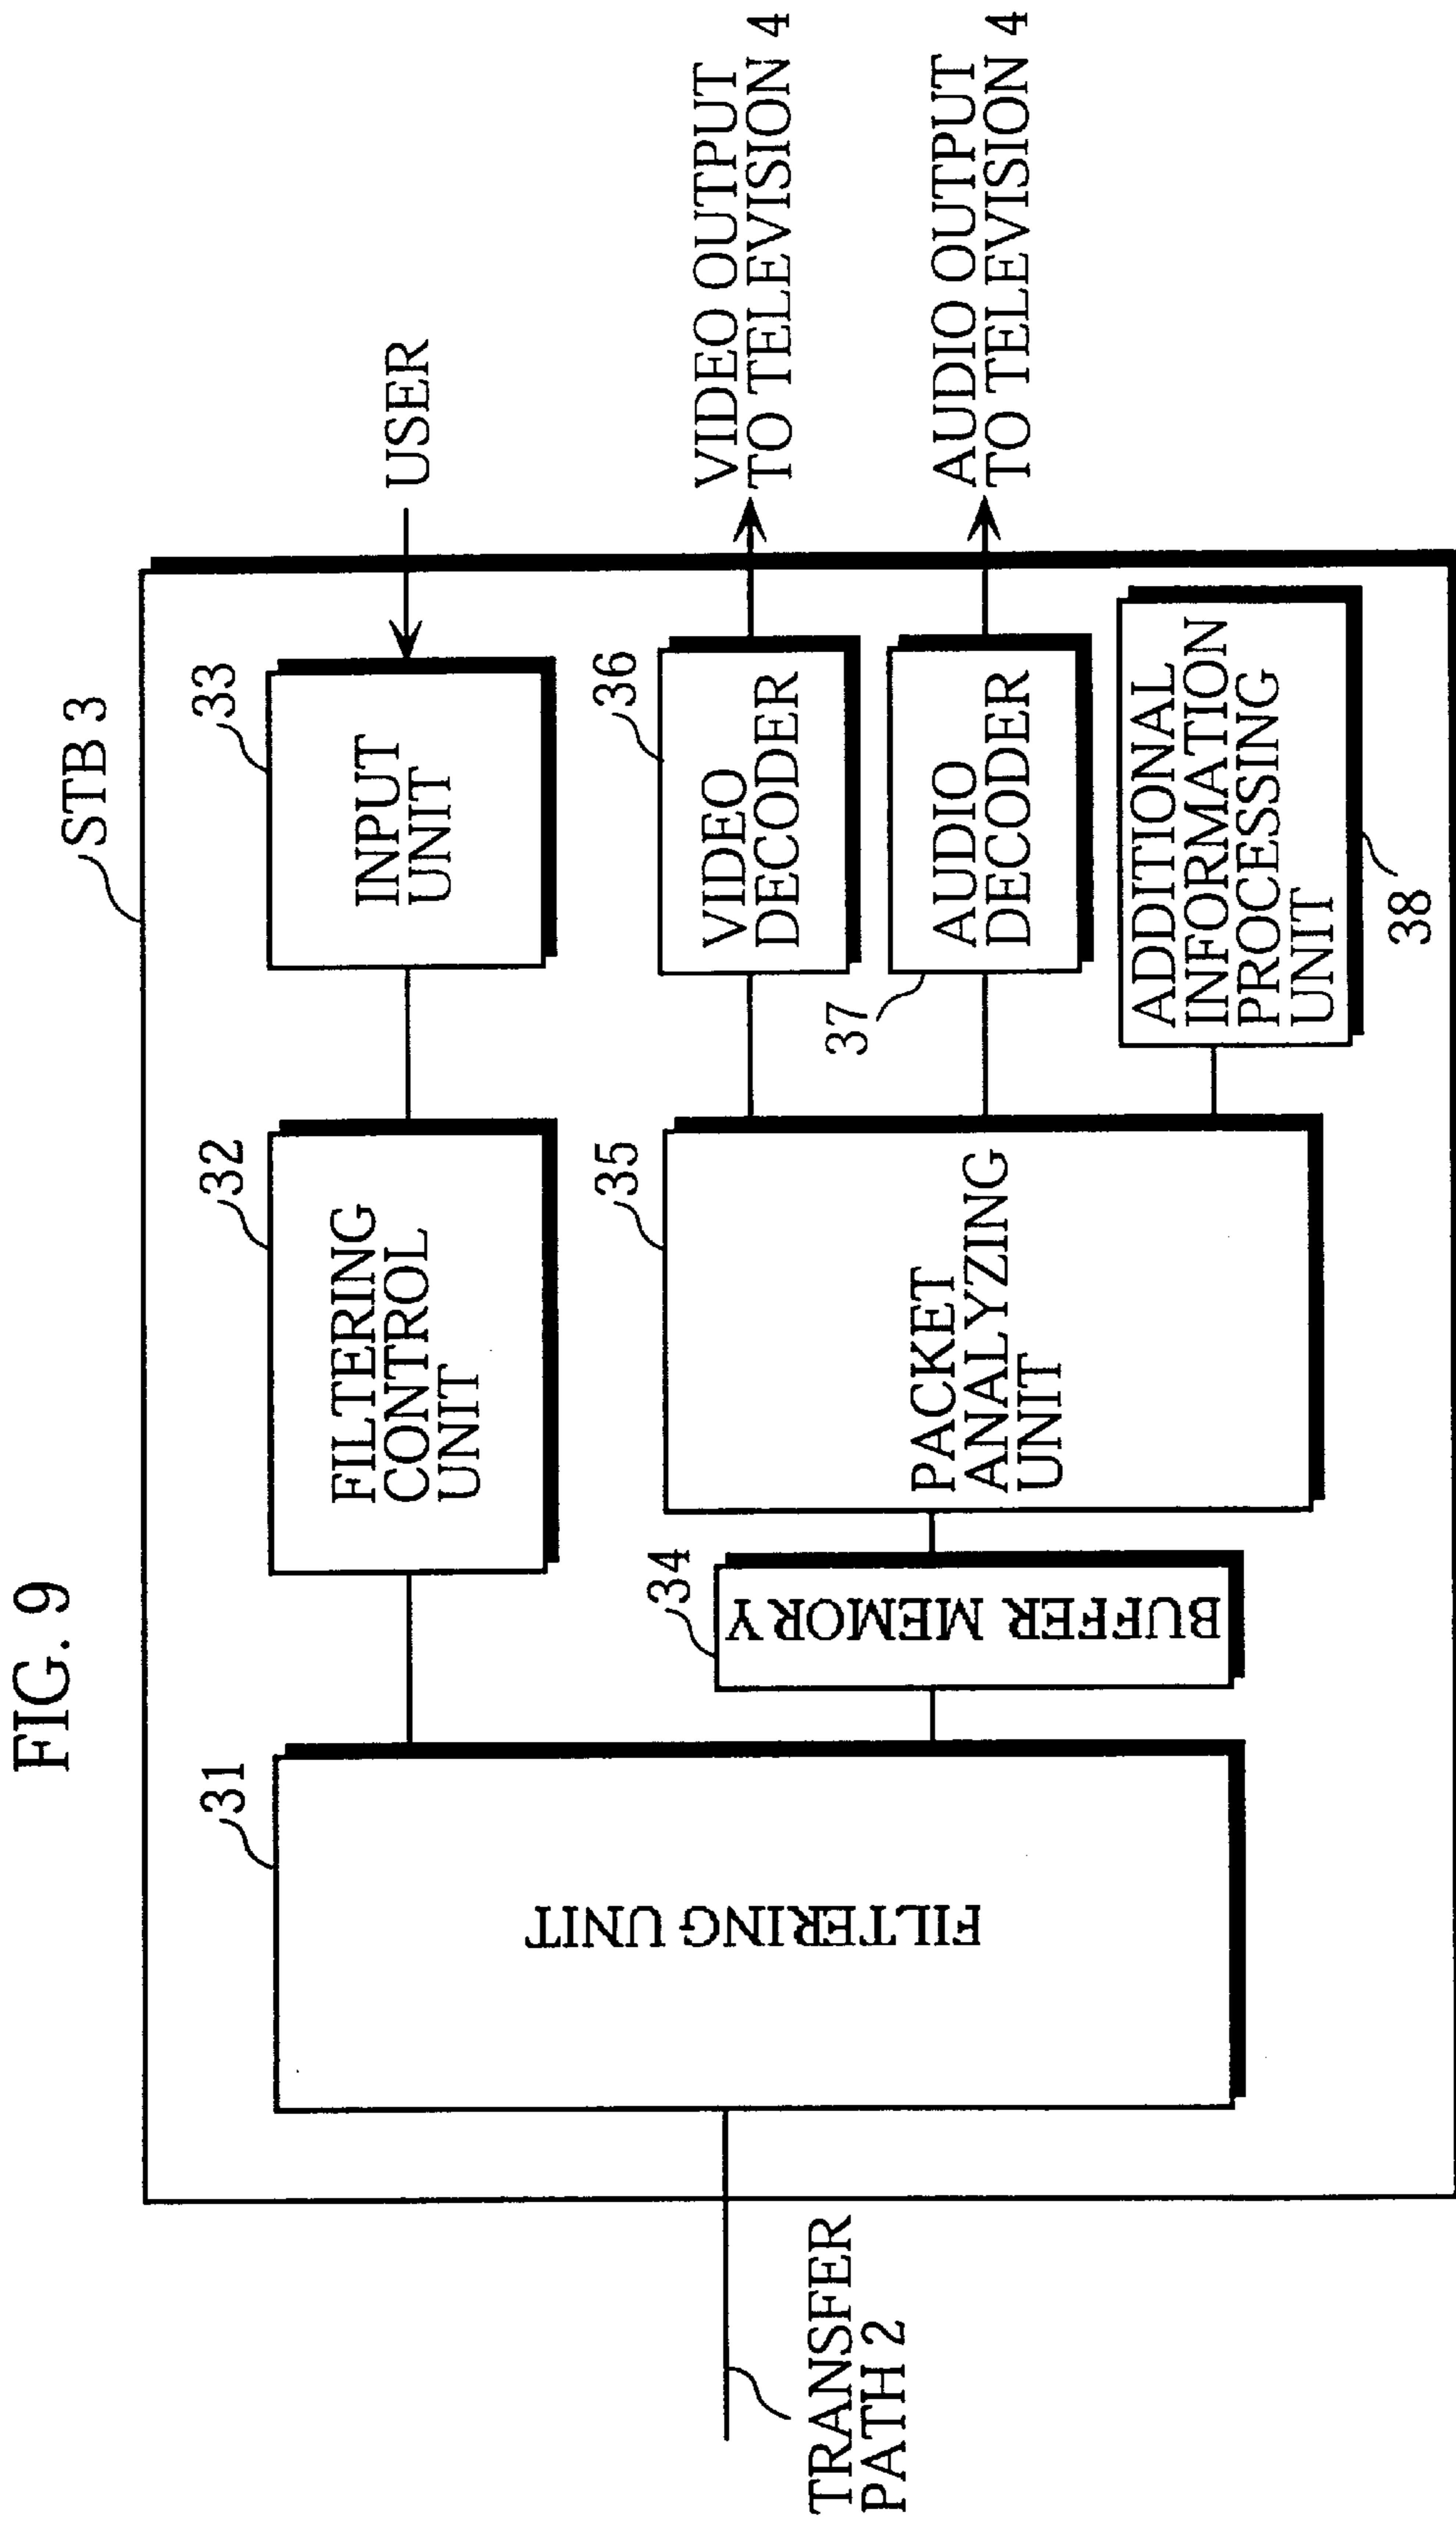 FIG. 9
STB 3
31
FILTERING UNIT
32
FILTERING
CONTROL
UNIT
33
INPUT
UNIT
USER
34
BUFFER MEMORY
35
PACKET
ANALYZING
UNIT
36
VIDEO
DECODER
VIDEO OUTPUT
TO TELEVISION 4
37
AUDIO
DECODER
AUDIO OUTPUT
TO TELEVISION 4
ADDITIONAL
INFORMATION
PROCESSING
UNIT
38
TRANSFER
PATH 2